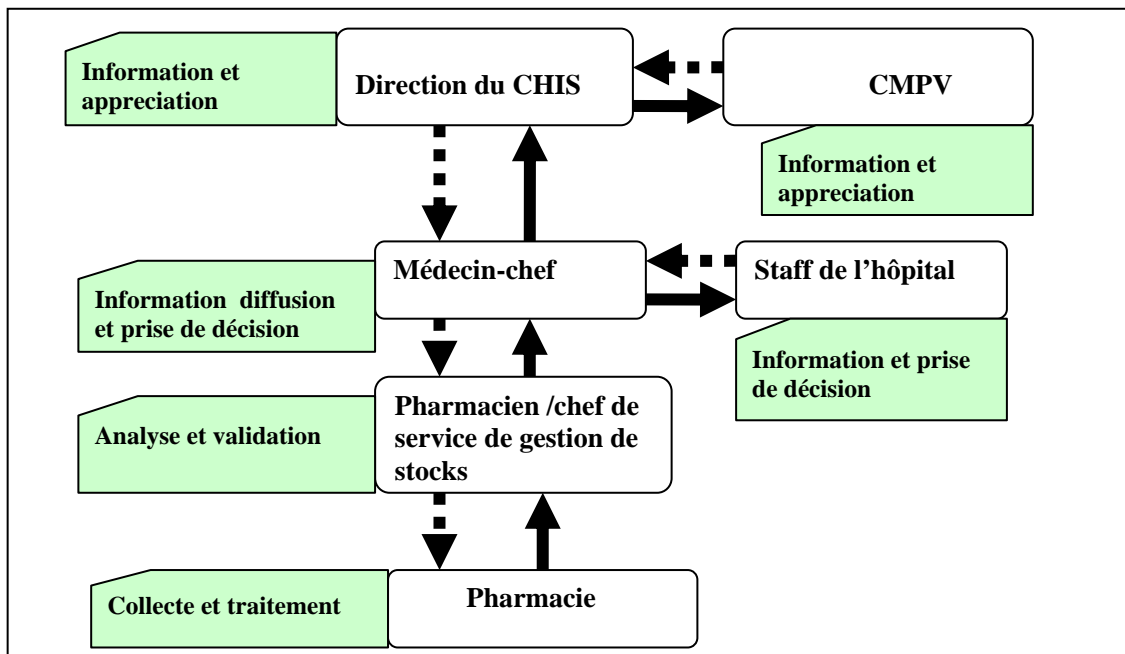 Information et
appreciation
Direction du CHIS
CMPV
Information et
appreciation
Médecin-chef
Staff de l’hôpital
Information diffusion
et prise de décision
Information et prise
de décision
Pharmacien /chef de
service de gestion de
stocks
Analyse et validation
Collecte et traitement
Pharmacie